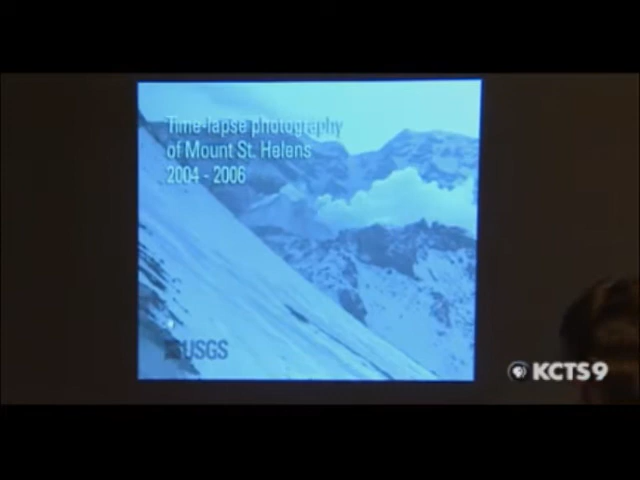 Time-lapse photography
of Mount St. Helens
2004 - 2006
USGS
KCTS9